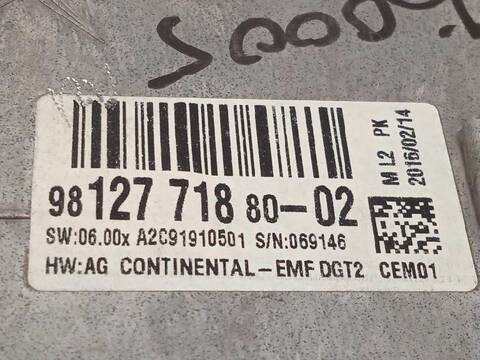 98 127 718 80-02
SW:06.00x A2C91910501 S/N:069146
HW:AG CONTINENTAL-EMF DGT2 CEM01
M L2 PK
2016/02/14